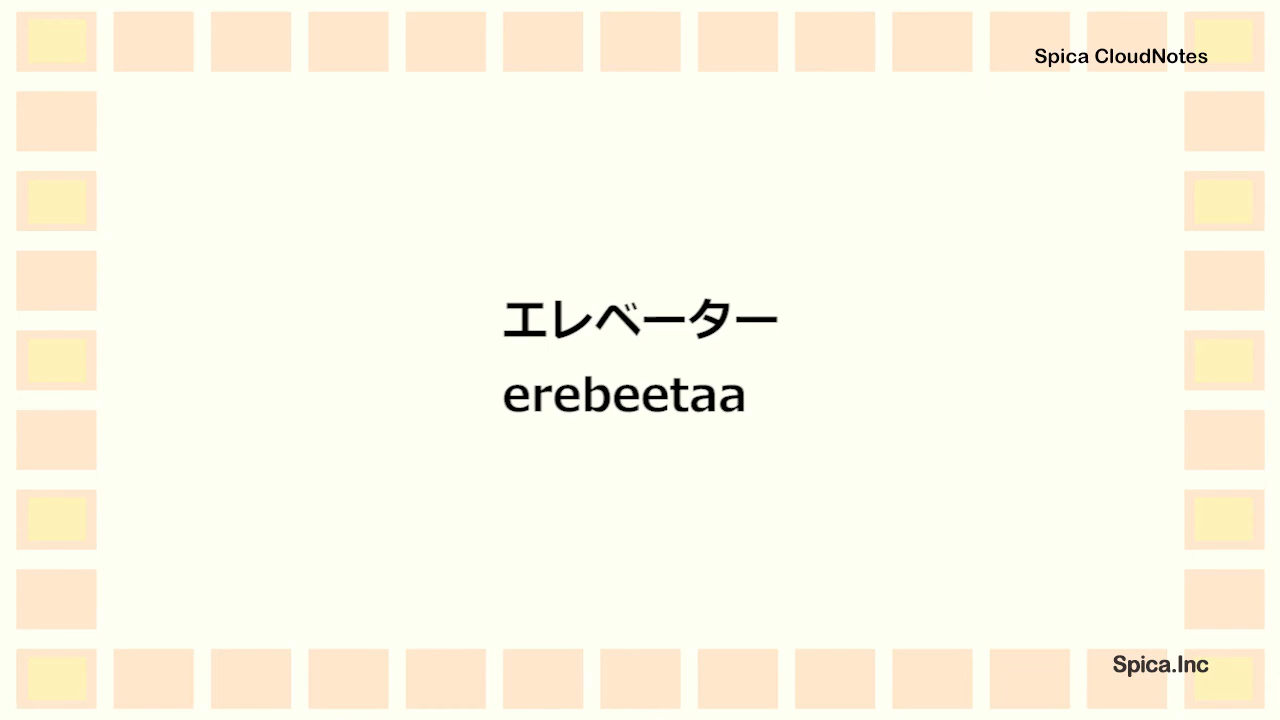 Spica CloudNotes
エレベーター
erebeetaa
Spica.Inc